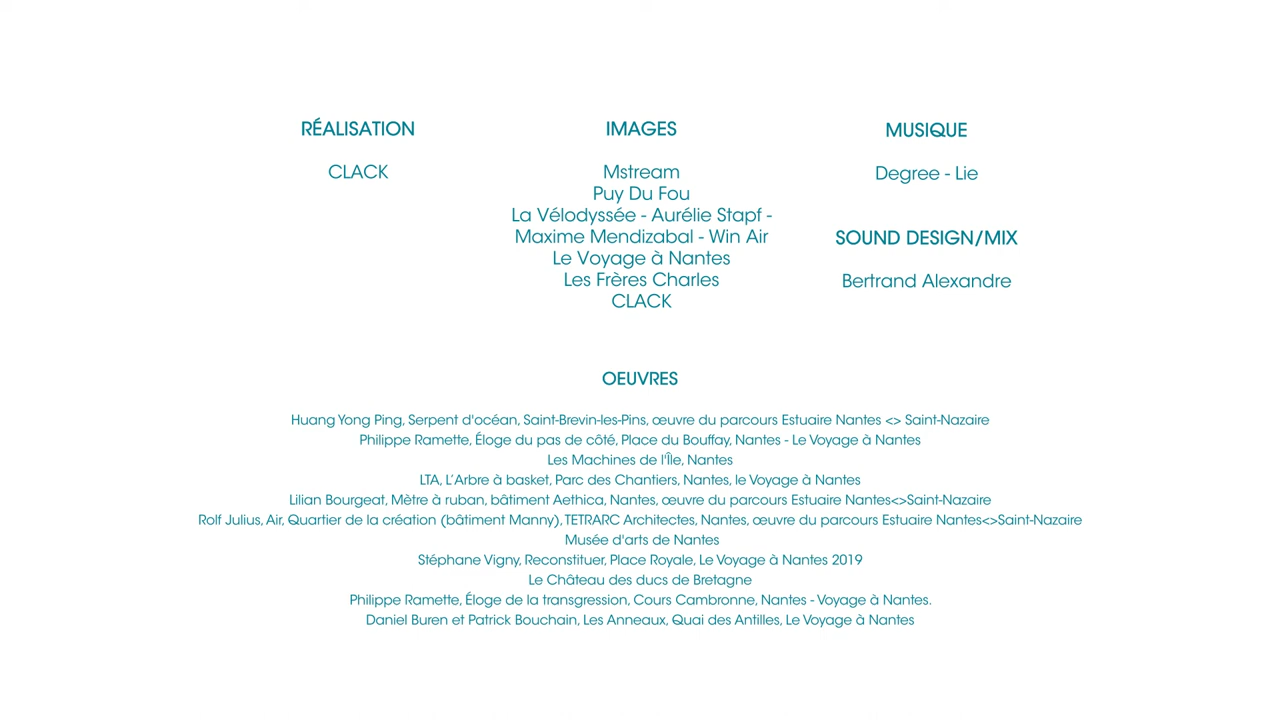 RÉALISATION
CLACK
IMAGES
Mstream
Puy Du Fou
La Vélodyssée - Aurélie Stapf -
Maxime Mendizabal - Win Air
Le Voyage à Nantes
Les Frères Charles
CLACK
MUSIQUE
Degree - Lie
SOUND DESIGN/MIX
Bertrand Alexandre
OEUVRES
Huang Yong Ping, Serpent d'océan, Saint-Brevin-les-Pins, œuvre du parcours Estuaire Nantes <> Saint-Nazaire
Philippe Ramette, Éloge du pas de côté, Place du Bouffay, Nantes - Le Voyage à Nantes
Les Machines de l'Île, Nantes
LTA, L’Arbre à basket, Parc des Chantiers, Nantes, le Voyage à Nantes
Lilian Bourgeat, Mètre à ruban, bâtiment Aethica, Nantes, œuvre du parcours Estuaire Nantes<>Saint-Nazaire
Rolf Julius, Air, Quartier de la création (bâtiment Manny), TETRARC Architectes, Nantes, œuvre du parcours Estuaire Nantes<>Saint-Nazaire
Musée d'arts de Nantes
Stéphane Vigny, Reconstituer, Place Royale, Le Voyage à Nantes 2019
Le Château des ducs de Bretagne
Philippe Ramette, Éloge de la transgression, Cours Cambronne, Nantes - Voyage à Nantes.
Daniel Buren et Patrick Bouchain, Les Anneaux, Quai des Antilles, Le Voyage à Nantes